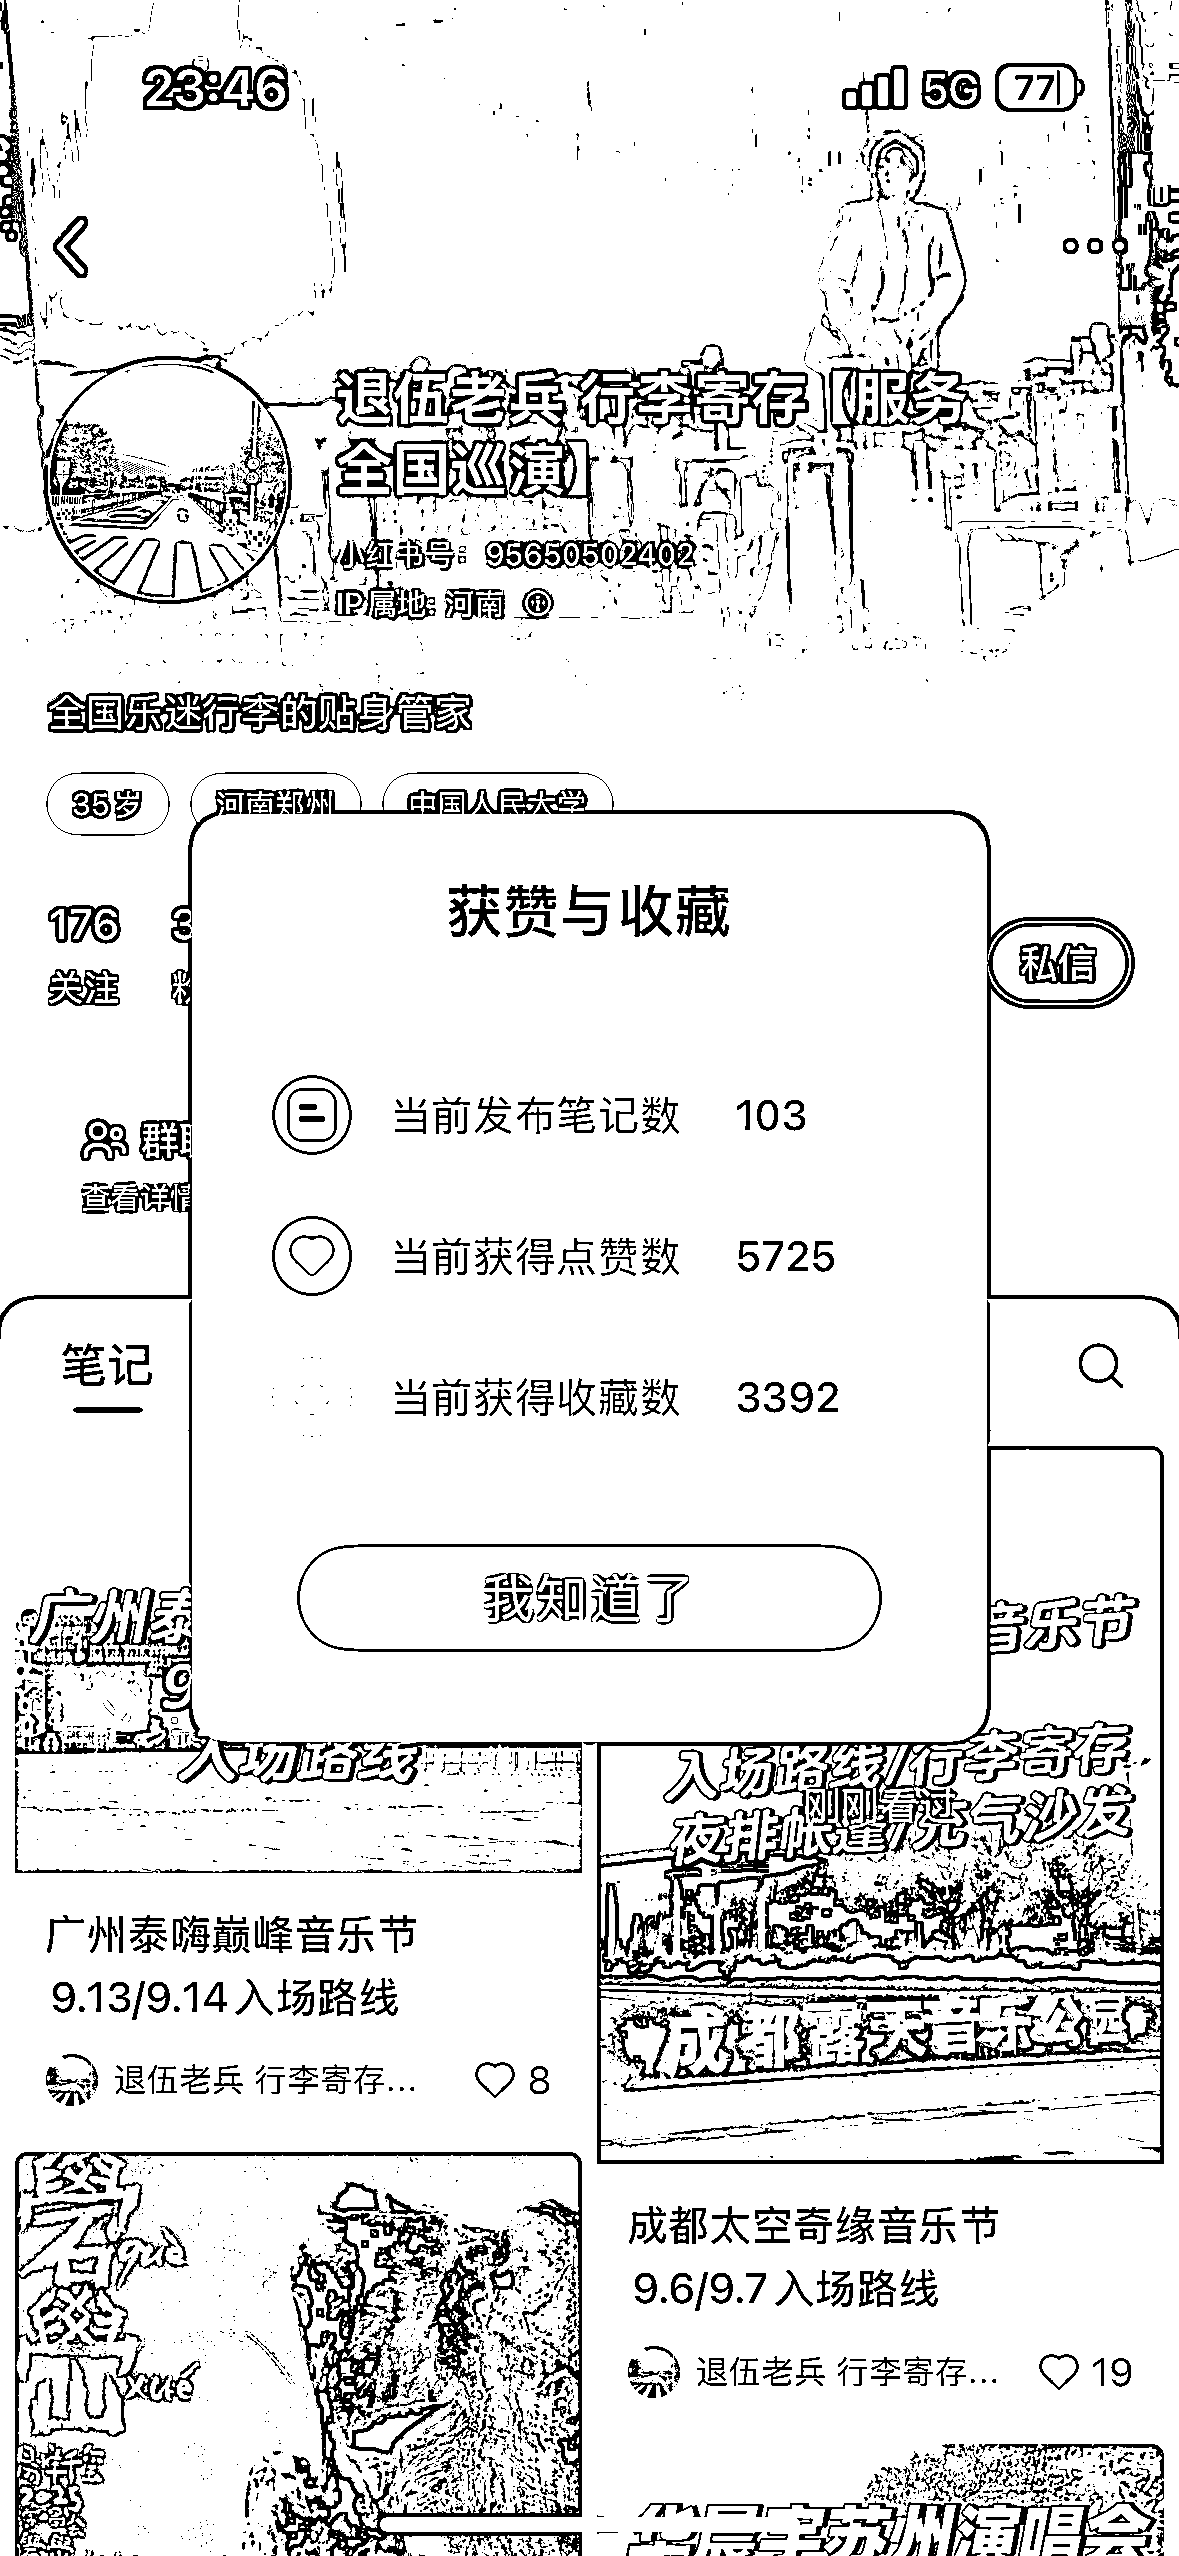 23:46
5G 77
退伍老兵 行李寄存【服务
全国巡演】
小红书号: 95650502402
IP属地: 河南
全国乐迷行李的贴身管家
35岁 河南郑州 中国人民大学
获赞与收藏
176
关注
私信
当前发布笔记数 103
查看详情
当前获得点赞数 5725
笔记
当前获得收藏数 3392
我知道了
广州泰
音乐节
入场路线
入场路线/行李寄存
刚刚看过
夜排帐篷/充气沙发
成都露天音乐公园
广州泰嗨巅峰音乐节
9.13/9.14入场路线
退伍老兵 行李寄存... 8
成都太空奇缘音乐节
9.6/9.7入场路线
退伍老兵 行李寄存... 19
xué
苏州演唱会